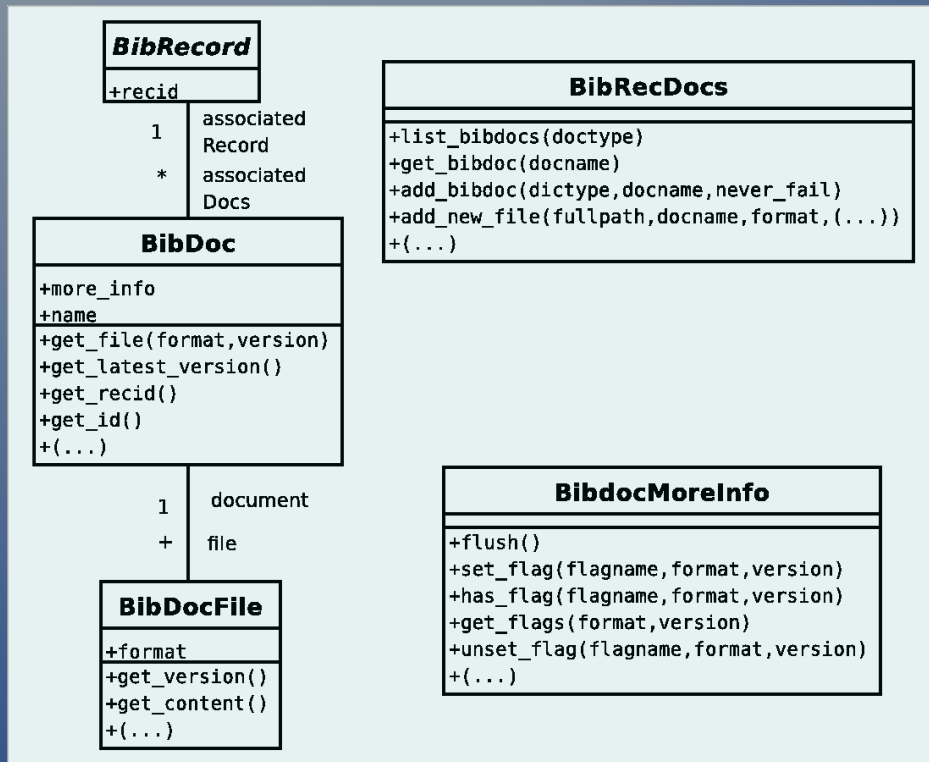 BibRecord
+recid
1
associated
Record
*
associated
Docs
BibDoc
+more_info
+name
+get_file(format,version)
+get_latest_version()
+get_recid()
+get_id()
+(...)
1
document
+
file
BibDocFile
+format
+get_version()
+get_content()
+(...)
BibRecDocs
+list_bibdocs(doctype)
+get_bibdoc(docname)
+add_bibdoc(dictype,docname,never_fail)
+add_new_file(fullpath,docname,format,(...))
+(...)
BibdocMoreInfo
+flush()
+set_flag(flagname,format,version)
+has_flag(flagname,format,version)
+get_flags(format,version)
+unset_flag(flagname,format,version)
+(...)